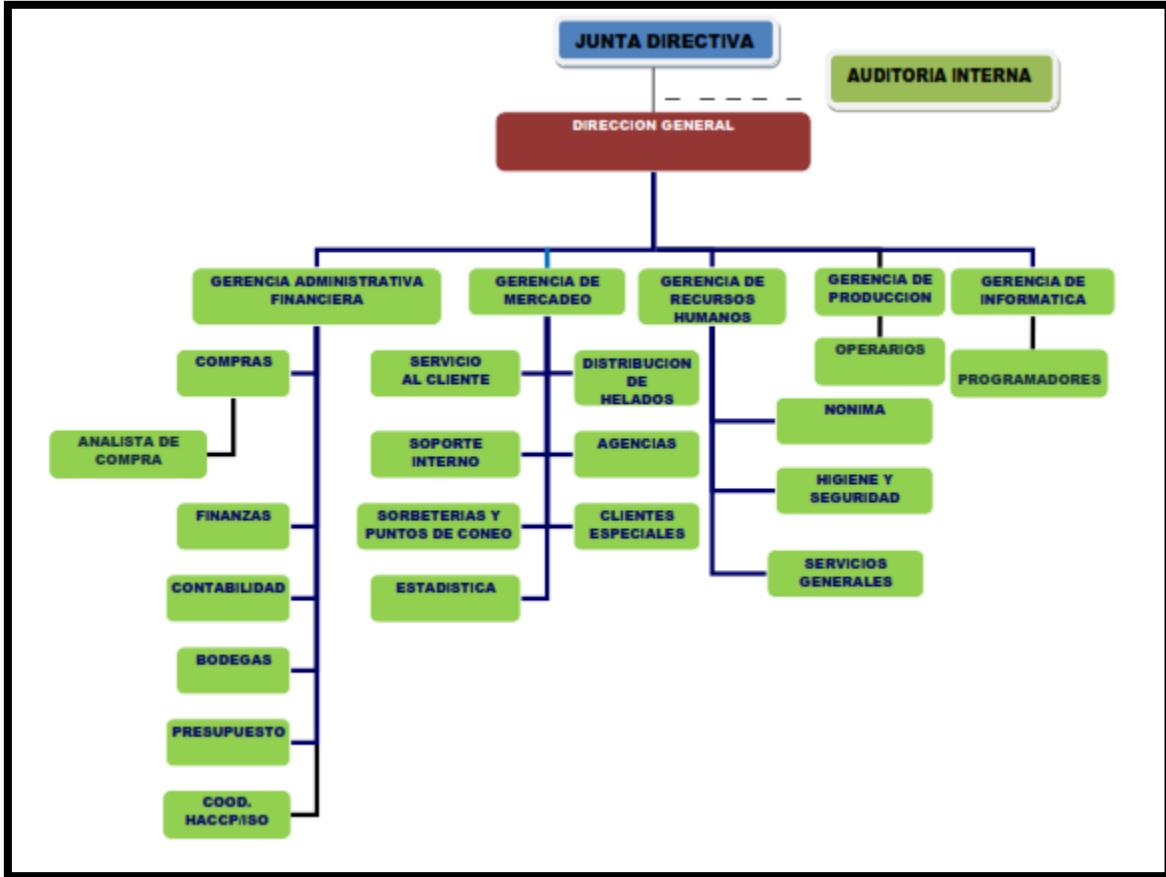 JUNTA DIRECTIVA
AUDITORIA INTERNA
DIRECCION GENERAL
GERENCIA ADMINISTRATIVA
FINANCIERA
GERENCIA DE
MERCADEO
GERENCIA DE
RECURSOS
HUMANOS
GERENCIA DE
PRODUCCION
GERENCIA DE
INFORMATICA
COMPRAS
ANALISTA DE
COMPRA
FINANZAS
CONTABILIDAD
BODEGAS
PRESUPUESTO
COOD.
HACCP/ISO
SERVICIO
AL CLIENTE
DISTRIBUCION
DE
HELADOS
SOPORTE
INTERNO
AGENCIAS
SORBETERIAS Y
PUNTOS DE CONEO
CLIENTES
ESPECIALES
ESTADISTICA
NONIMA
HIGIENE Y
SEGURIDAD
SERVICIOS
GENERALES
OPERARIOS
PROGRAMADORES